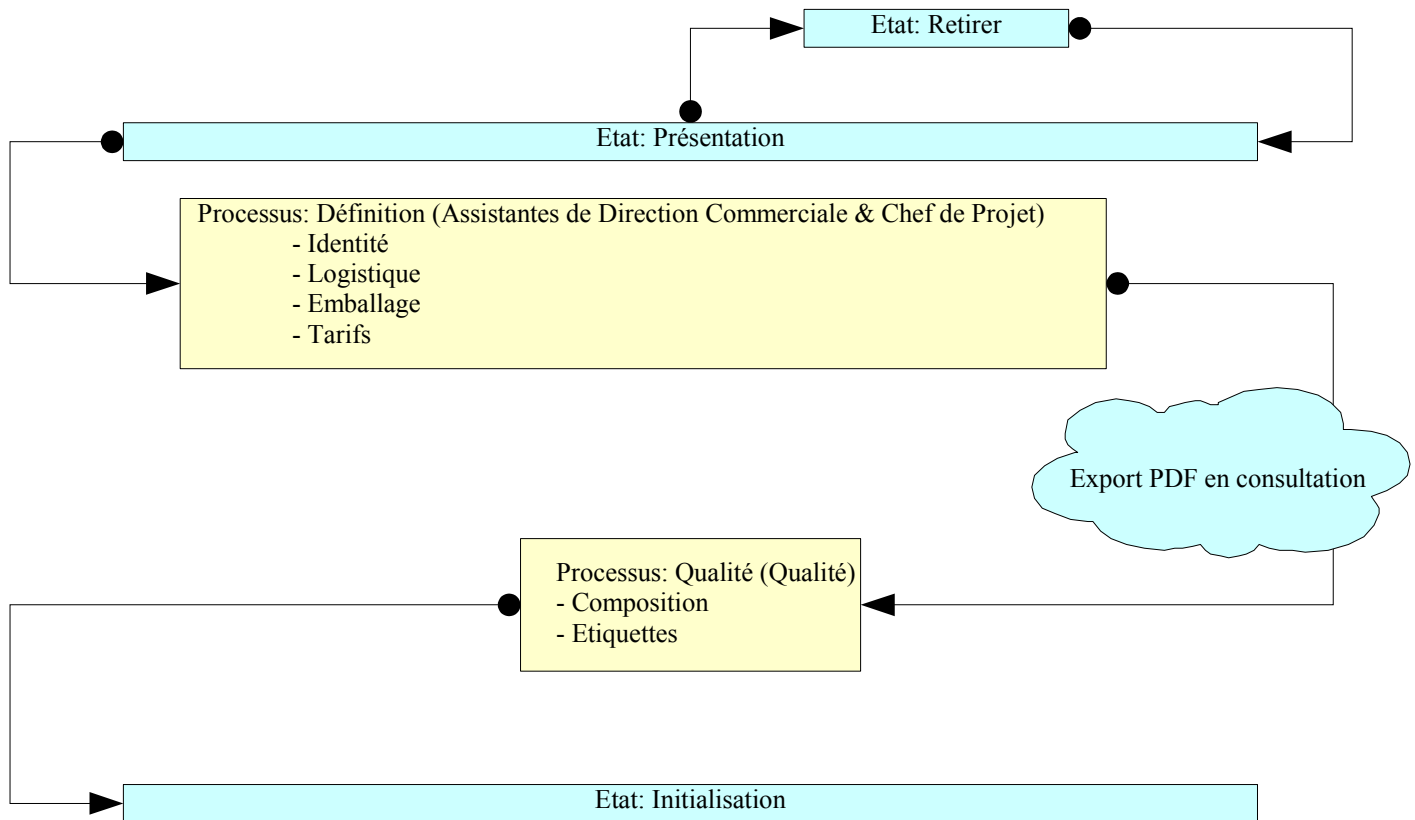 Etat: Retirer
Etat: Présentation
Processus: Définition (Assistantes de Direction Commerciale & Chef de Projet)
- Identité
- Logistique
- Emballage
- Tarifs
Export PDF en consultation
Processus: Qualité (Qualité)
- Composition
- Etiquettes
Etat: Initialisation